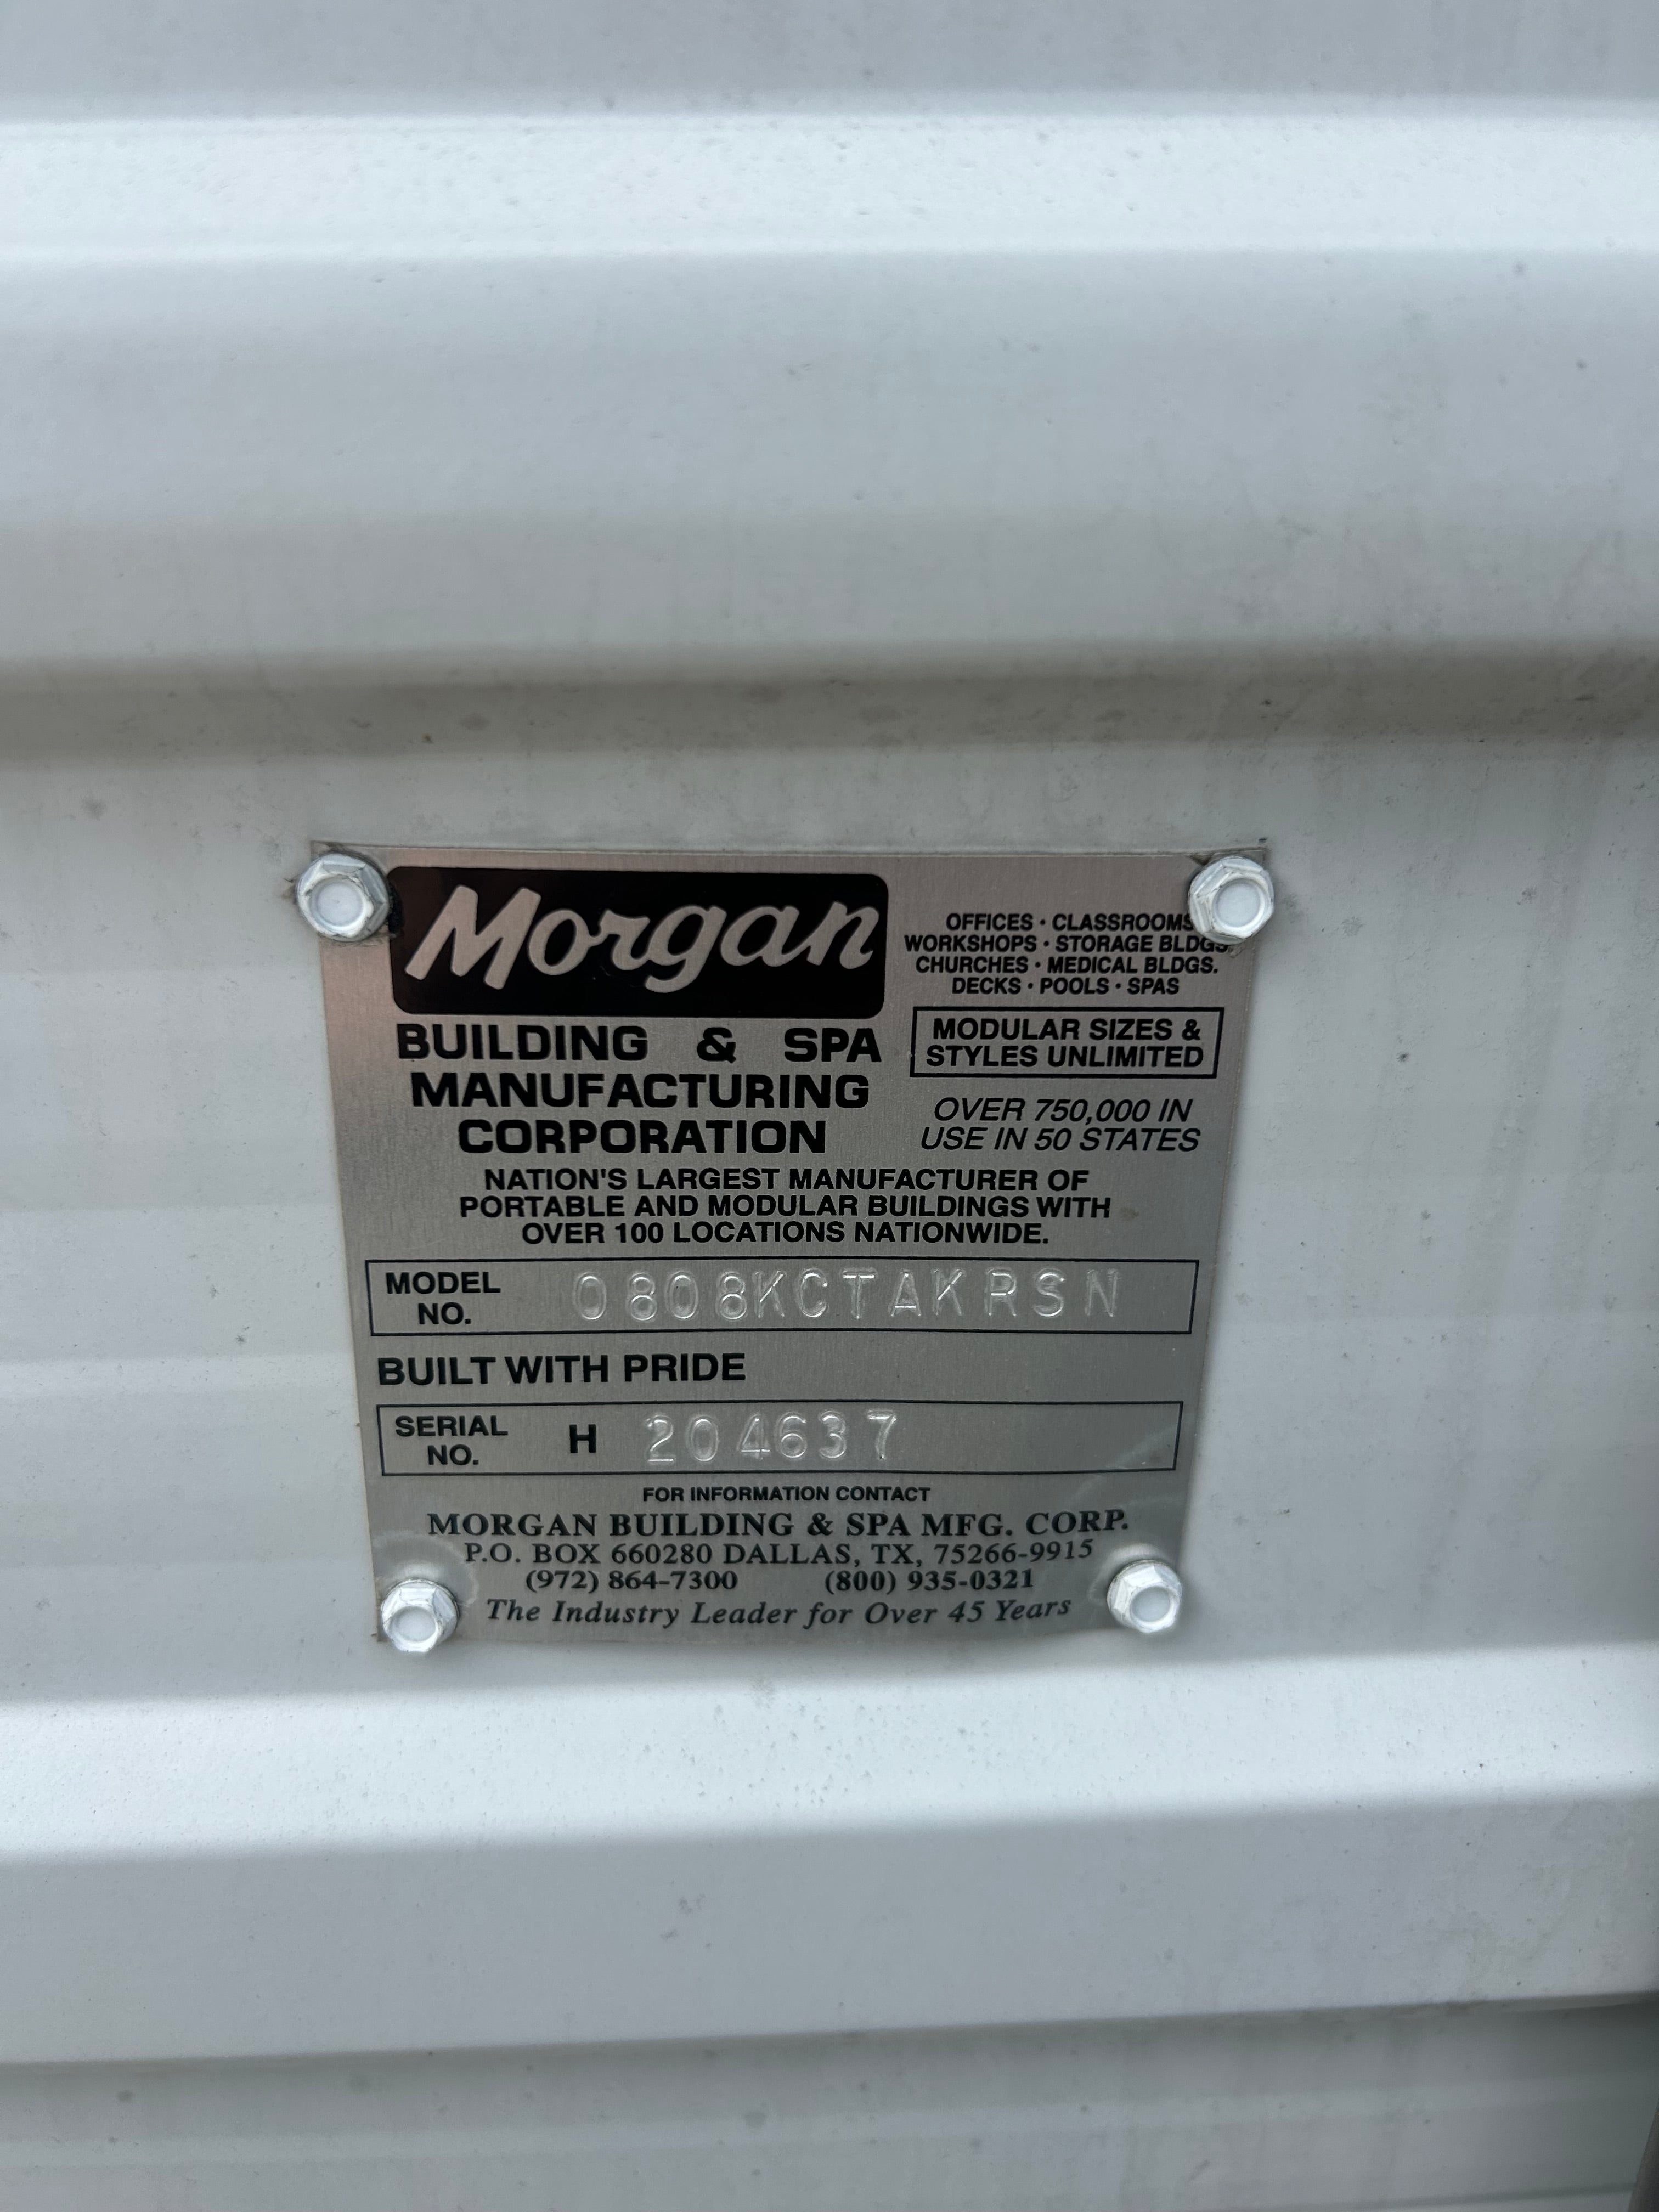 Morgan
BUILDING & SPA
MANUFACTURING
CORPORATION
OFFICES · CLASSROOMS
WORKSHOPS · STORAGE BLDGS.
CHURCHES · MEDICAL BLDGS.
DECKS · POOLS · SPAS
MODULAR SIZES &
STYLES UNLIMITED
OVER 750,000 IN
USE IN 50 STATES
NATION'S LARGEST MANUFACTURER OF
PORTABLE AND MODULAR BUILDINGS WITH
OVER 100 LOCATIONS NATIONWIDE.
MODEL NO. 0808KCTAKRSN
BUILT WITH PRIDE
SERIAL NO. H 204637
FOR INFORMATION CONTACT
MORGAN BUILDING & SPA MFG. CORP.
P.O. BOX 660280 DALLAS, TX, 75266-9915
(972) 864-7300 (800) 935-0321
The Industry Leader for Over 45 Years